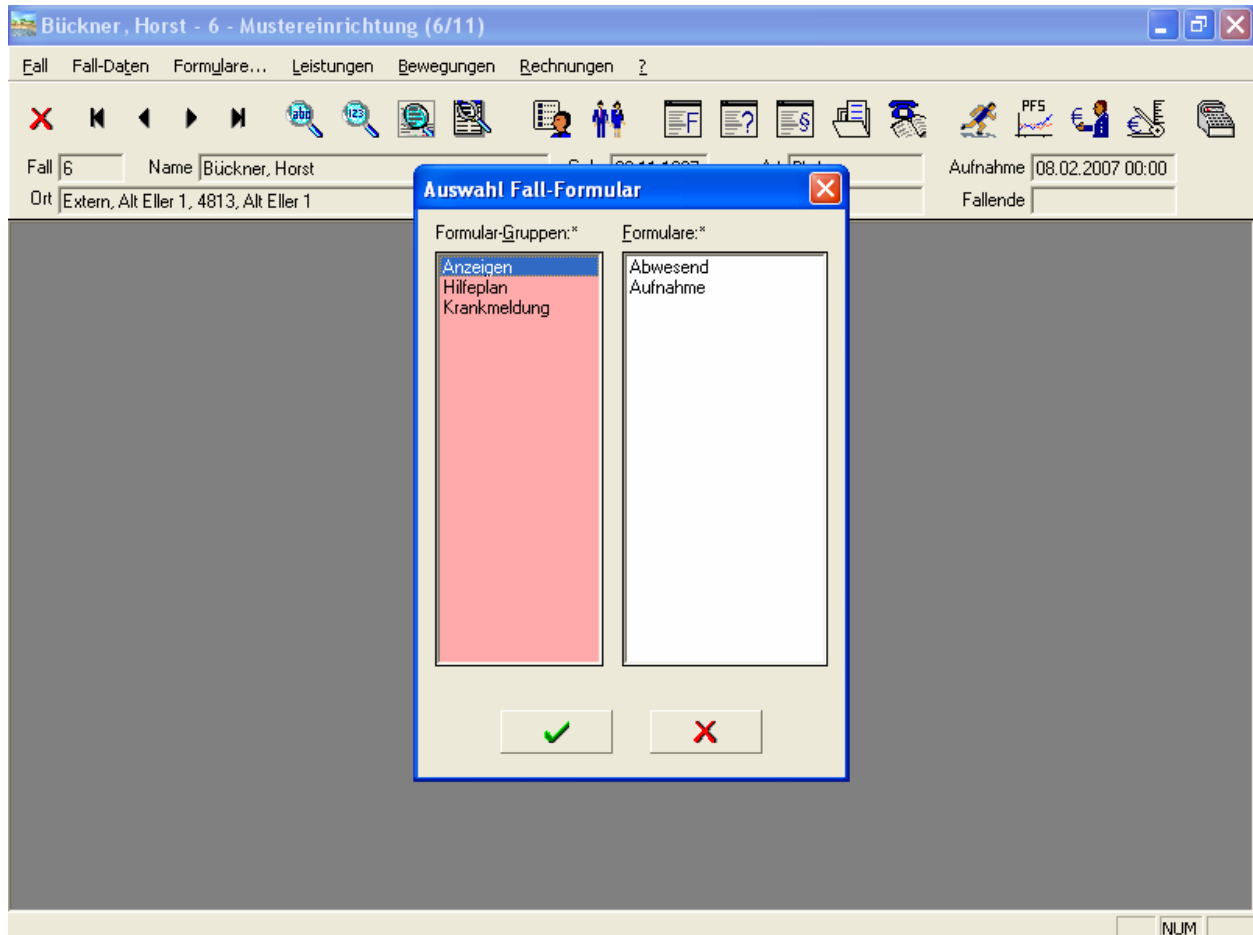 Bückner, Horst - 6 - Mustereinrichtung (6/11)
Fall Fall-Daten Formulare... Leistungen Bewegungen Rechnungen ?
abc 123 F ? § PFS € €
Fall 6 Name Bückner, Horst Aufnahme 08.02.2007 00:00
Ort Extern, Alt Eller 1, 4813, Alt Eller 1 Fallende
Auswahl Fall-Formular
Formular-Gruppen:* Formulare:*
Anzeigen Abwesend
Hilfeplan Aufnahme
Krankmeldung
NUM